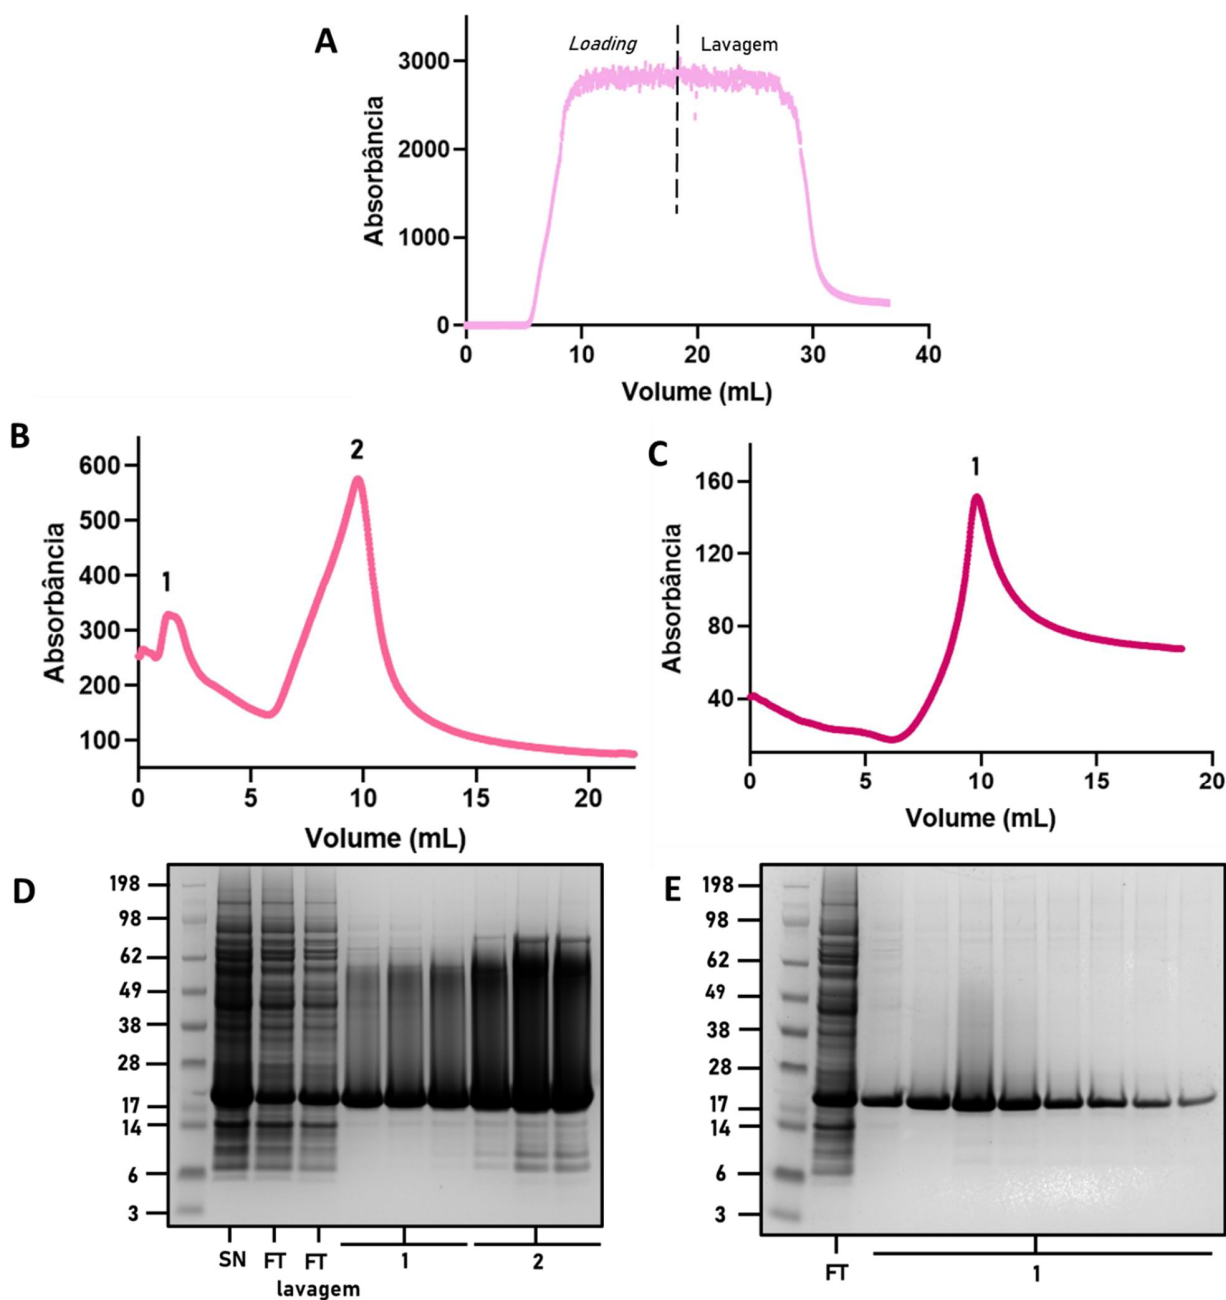 A
Loading
Lavagem
3000
2000
1000
0
Absorbância
0 10 20 30 40
Volume (mL)
B
1
2
600
500
400
300
200
100
Absorbância
0 5 10 15 20
Volume (mL)
C
1
160
120
80
40
Absorbância
0 5 10 15 20
Volume (mL)
D
198
98
62
49
38
28
17
14
6
3
SN FT FT 1 2
lavagem
E
198
98
62
49
38
28
17
14
6
3
FT 1